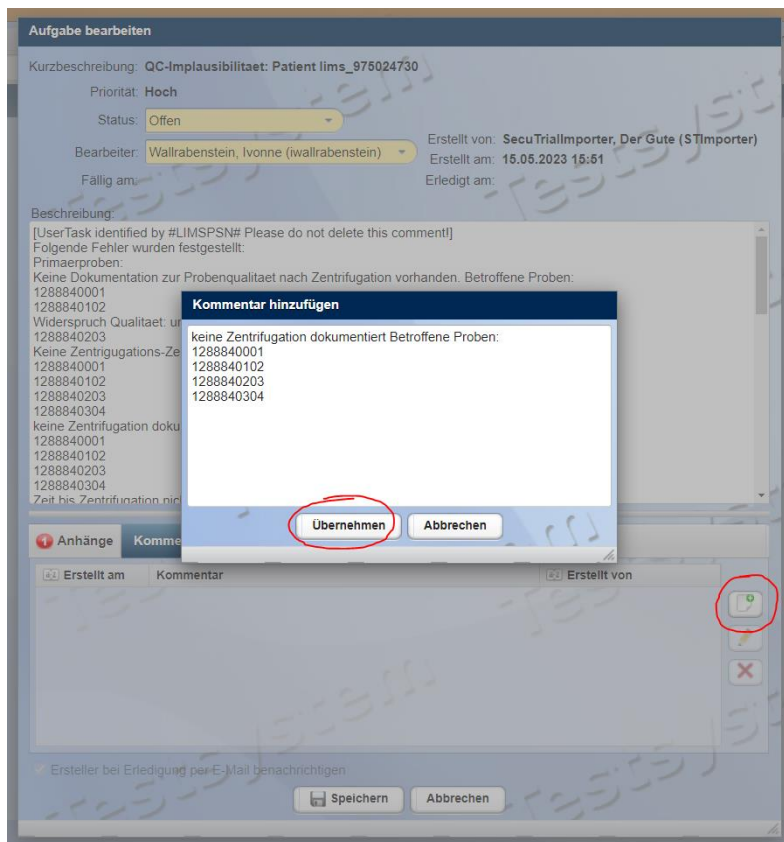 Aufgabe bearbeiten
Kurzbeschreibung: QC-Implausibilitaet: Patient lims_975024730
Priorität: Hoch
Status: Offen
Bearbeiter: Wallrabenstein, Ivonne (iwallrabenstein)
Erstellt von: SecuTrialImporter, Der Gute (STImporter)
Erstellt am: 15.05.2023 15:51
Fällig am:
Erledigt am:
Beschreibung:
[UserTask identified by #LIMSPSN# Please do not delete this comment!]
Folgende Fehler wurden festgestellt:
Primaerproben:
Keine Dokumentation zur Probenqualitaet nach Zentrifugation vorhanden. Betroffene Proben:
1288840001
1288840102
Widerspruch Qualitaet:
1288840203
Keine Zentrigugations-Ze
1288840001
1288840102
1288840203
1288840304
keine Zentrifugation doku
1288840001
1288840102
1288840203
1288840304
Zeit bis Zentrifugation nic
Kommentar hinzufügen
keine Zentrifugation dokumentiert Betroffene Proben:
1288840001
1288840102
1288840203
1288840304
Übernehmen
Abbrechen
Anhänge
Komme
Erstellt am
Kommentar
Erstellt von
Ersteller bei Erledigung per E-Mail benachrichtigen
Speichern
Abbrechen
Testsystem